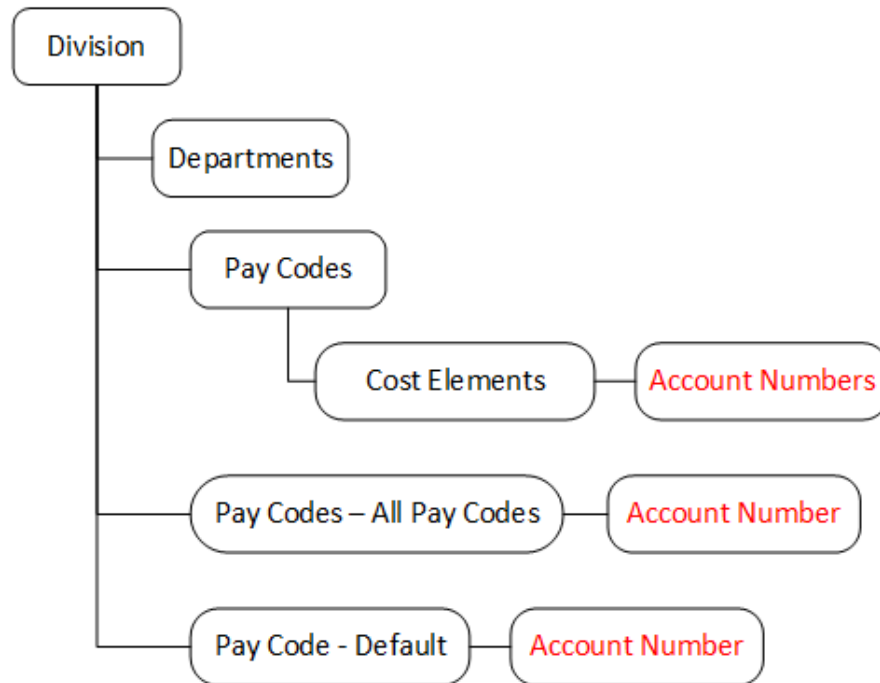 Division
Departments
Pay Codes
Cost Elements
Account Numbers
Pay Codes – All Pay Codes
Account Number
Pay Code - Default
Account Number